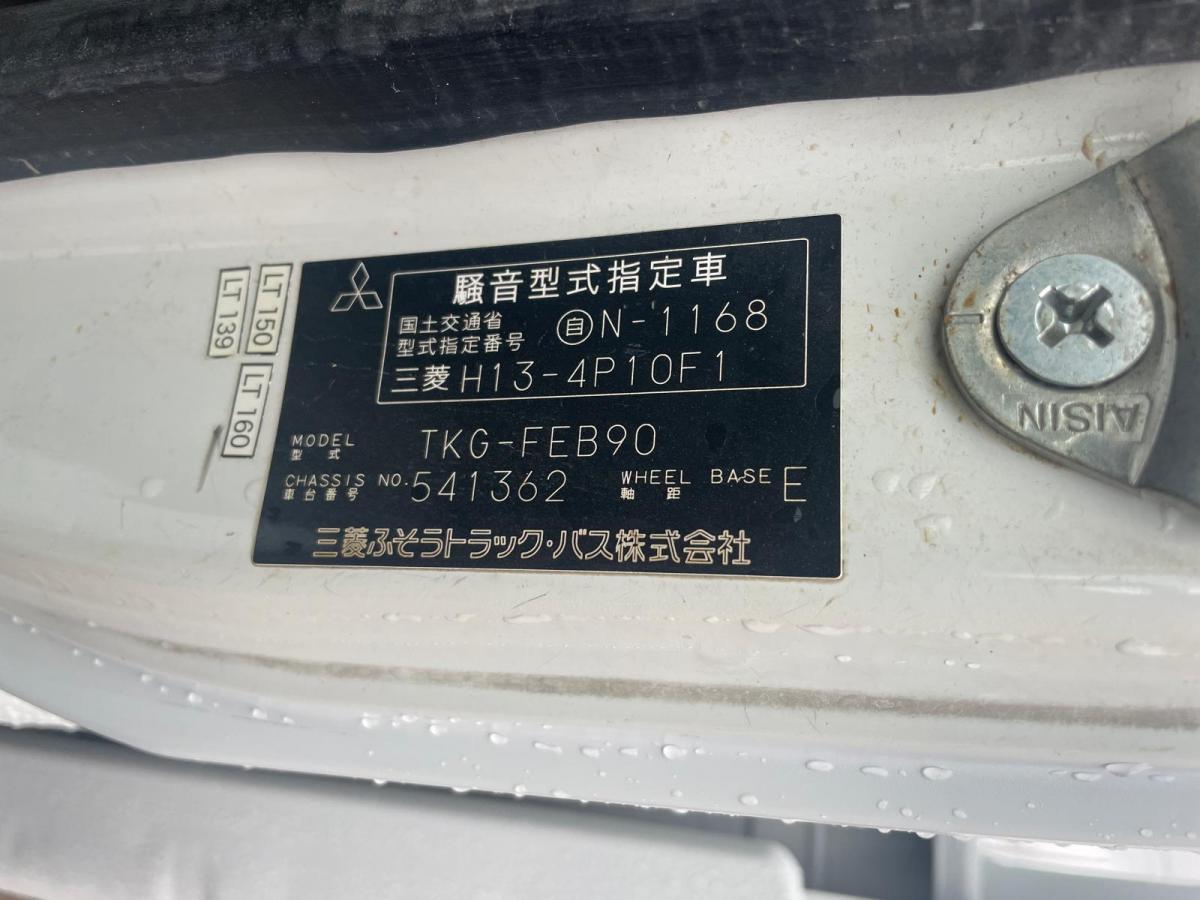 騒音型式指定車
国土交通省
型式指定番号 自N-1168
三菱 H13-4P10F1
MODEL
型式 TKG-FEB90
CHASSIS NO. 541362 WHEEL BASE E
車台番号 軸距
三菱ふそうトラック・バス株式会社
LT 139
LT 150
LT 160
AISIN